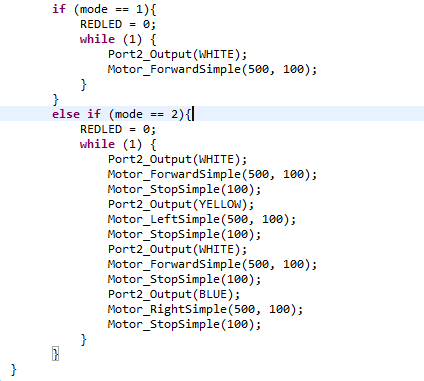 if (mode == 1){
REDLED = 0;
while (1) {
Port2_Output(WHITE);
Motor_ForwardSimple(500, 100);
}
}
else if (mode == 2){
REDLED = 0;
while (1) {
Port2_Output(WHITE);
Motor_ForwardSimple(500, 100);
Motor_StopSimple(100);
Port2_Output(YELLOW);
Motor_LeftSimple(500, 100);
Motor_StopSimple(100);
Port2_Output(WHITE);
Motor_ForwardSimple(500, 100);
Motor_StopSimple(100);
Port2_Output(BLUE);
Motor_RightSimple(500, 100);
Motor_StopSimple(100);
}
}
}